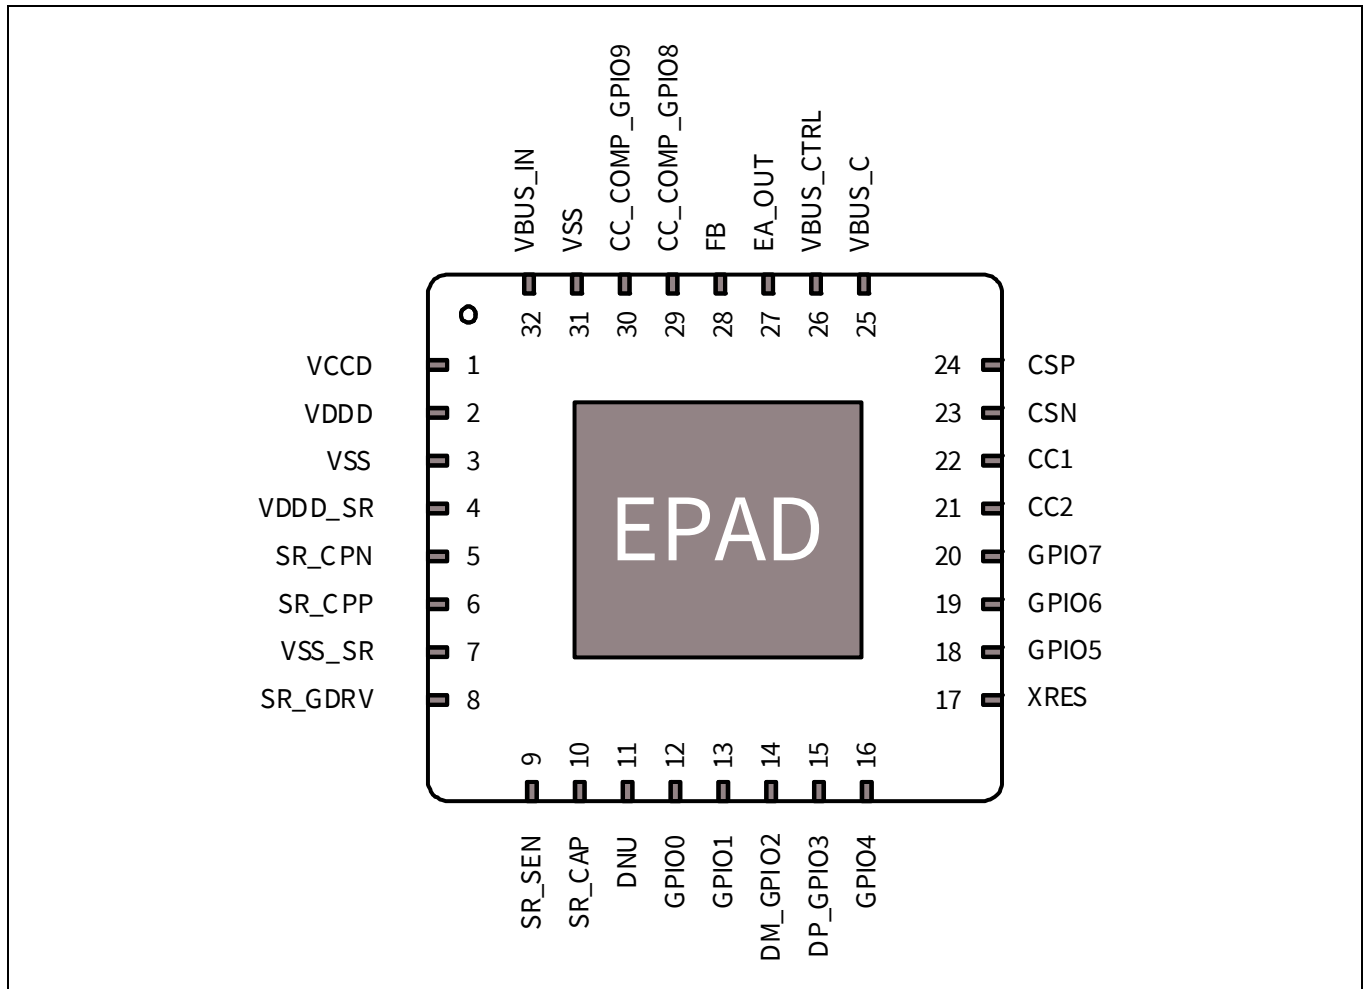 VBUS_IN
VSS
CC_COMP_GPIO9
CC_COMP_GPIO8
FB
EA_OUT
VBUS_CTRL
VBUS_C
32
31
30
29
28
27
26
25
VCCD 1
VDDD 2
VSS 3
VDDD_SR 4
SR_CPN 5
SR_CPP 6
VSS_SR 7
SR_GDRV 8
EPAD
24 CSP
23 CSN
22 CC1
21 CC2
20 GPIO7
19 GPIO6
18 GPIO5
17 XRES
9
10
11
12
13
14
15
16
SR_SEN
SR_CAP
DNU
GPIO0
GPIO1
DM_GPIO2
DP_GPIO3
GPIO4